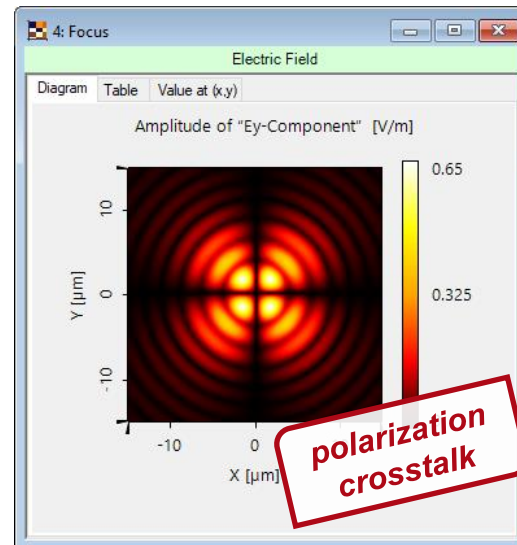 4: Focus
Electric Field
Diagram Table Value at (x,y)
Amplitude of "Ey-Component" [V/m]
0.65
0.325
10
0
-10
Y [µm]
-10 0
X [µm]
polarization
crosstalk